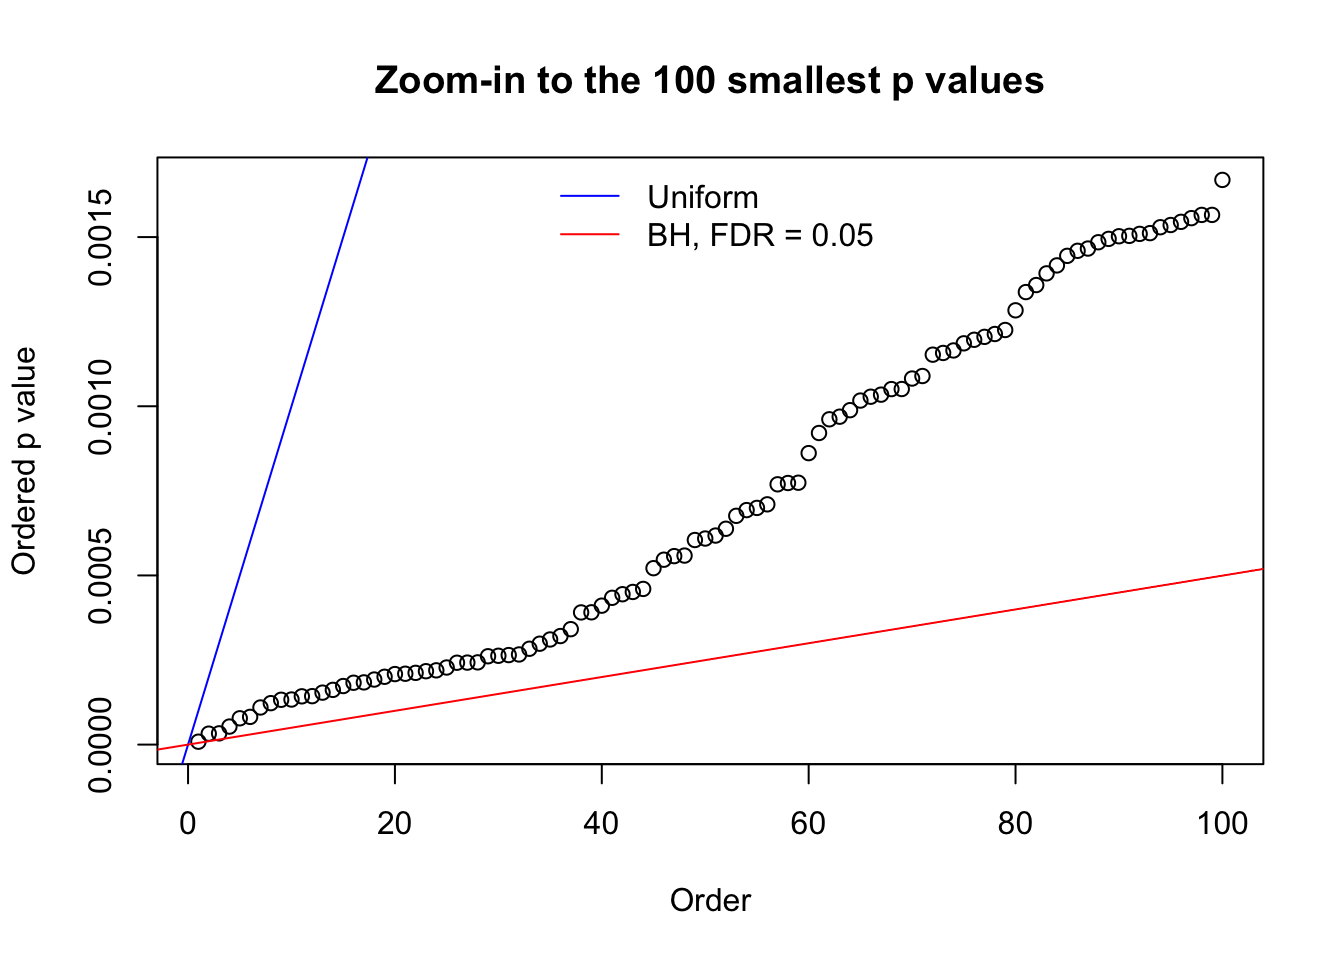 Zoom-in to the 100 smallest p values
Uniform
BH, FDR = 0.05
Ordered p value
0.0015
0.0010
0.0005
0.0000
0 20 40 60 80 100
Order